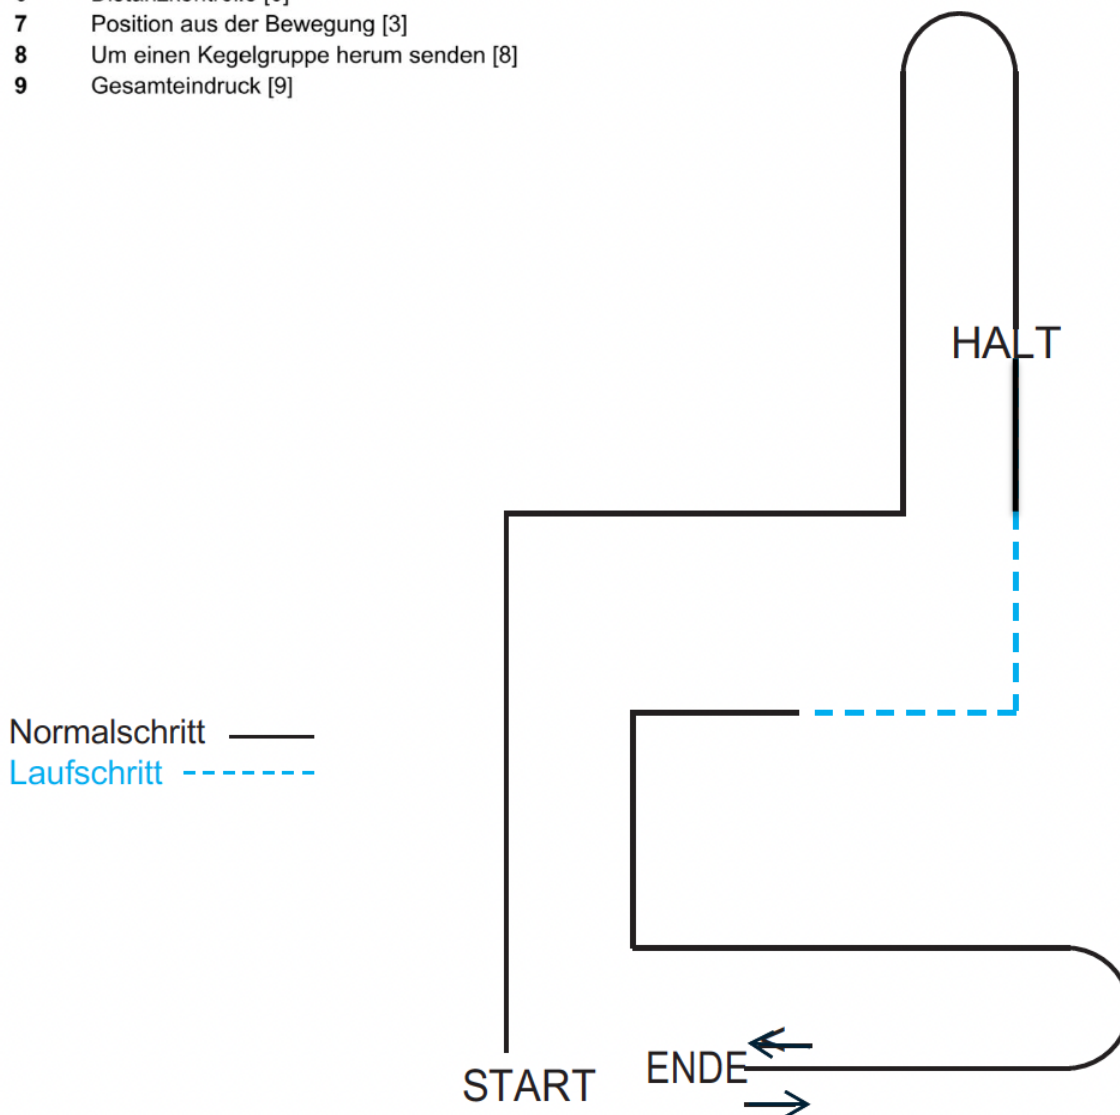 7 Position aus der Bewegung [3]
8 Um einen Kegelgruppe herum senden [8]
9 Gesamteindruck [9]
HALT
Normalschritt
Laufschritt
START
ENDE